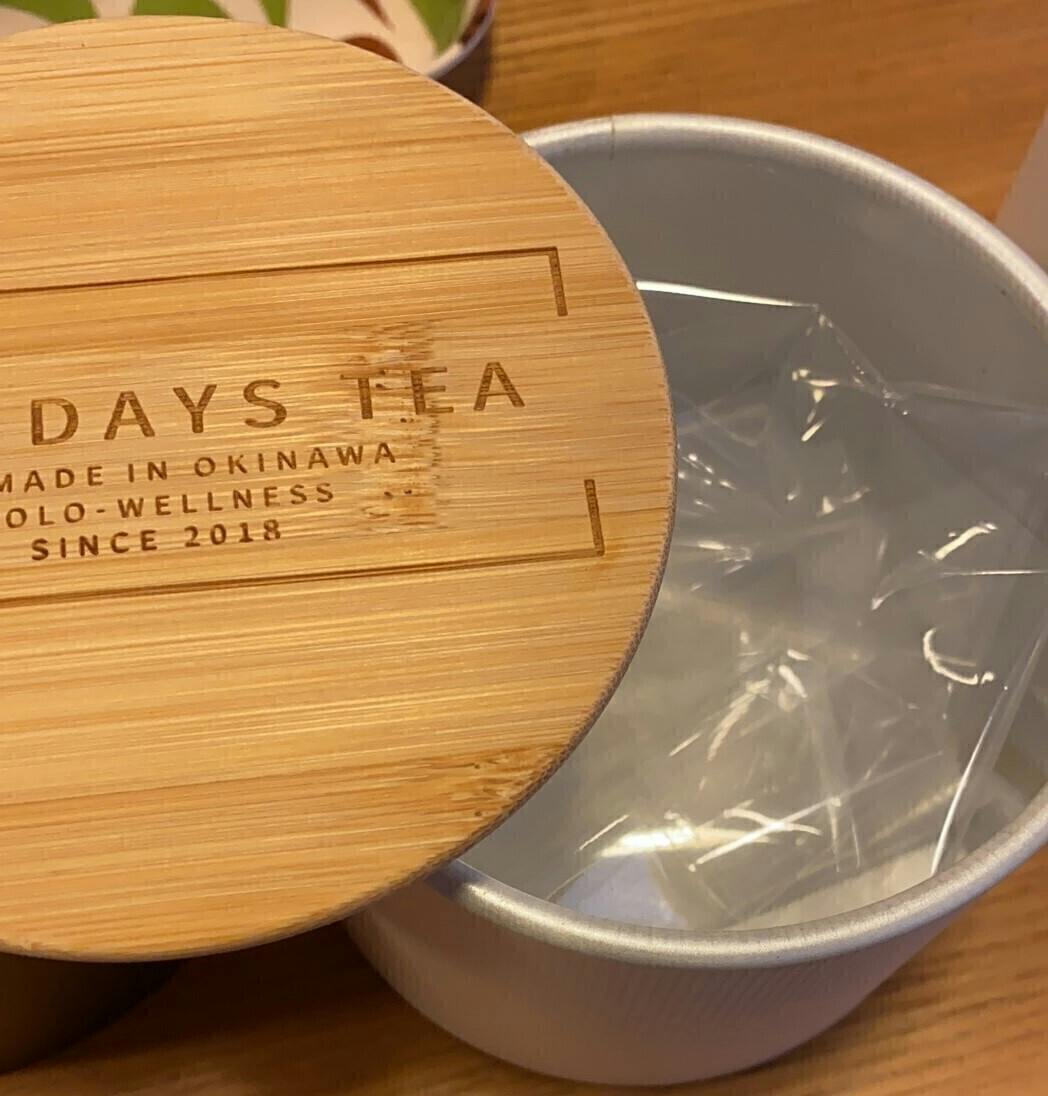 DAYS TEA
MADE IN OKINAWA
OLO-WELLNESS
SINCE 2018